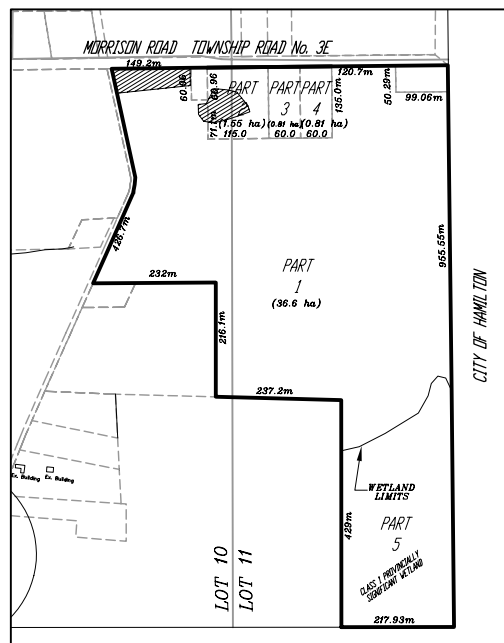 MORRISON ROAD TOWNSHIP ROAD No. 3E
149.2m
120.7m
60.96
60.96
PART
PART
PART
135.0m
50.29m
99.06m
3
4
71.1m
(1.55 ha)
(0.81 ha)
(0.81 ha)
115.0
60.0
60.0
426.7m
955.55m
232m
PART
1
(36.6 ha)
CITY OF HAMILTON
216.1m
237.2m
WETLAND
LIMITS
Ex. Building
Ex. Building
429m
PART
5
CLASS 1 PROVINCIALLY
SIGNIFICANT WETLAND
LOT 10
LOT 11
217.93m